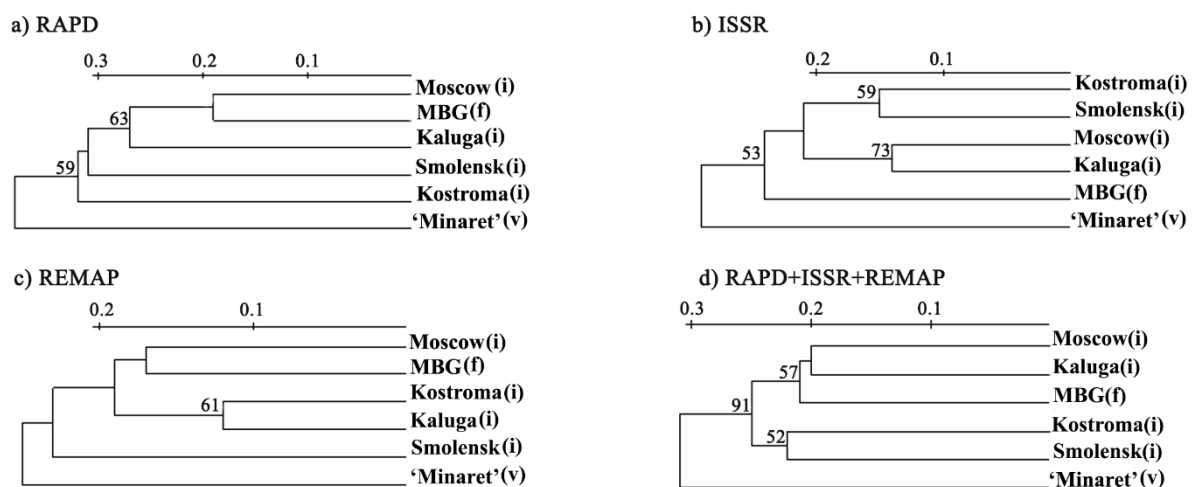 a) RAPD
0.3 0.2 0.1
Moscow (i)
MBG (f)
63
Kaluga (i)
59
Smolensk (i)
Kostroma (i)
‘Minaret’ (v)
b) ISSR
0.2 0.1
Kostroma(i)
59
Smolensk(i)
Moscow(i)
73
53
Kaluga(i)
MBG(f)
‘Minaret’(v)
c) REMAP
0.2 0.1
Moscow(i)
MBG(f)
Kostroma(i)
61
Kaluga(i)
Smolensk(i)
‘Minaret’(v)
d) RAPD+ISSR+REMAP
0.3 0.2 0.1
Moscow(i)
57
Kaluga(i)
91
MBG(f)
52
Kostroma(i)
Smolensk(i)
‘Minaret’(v)